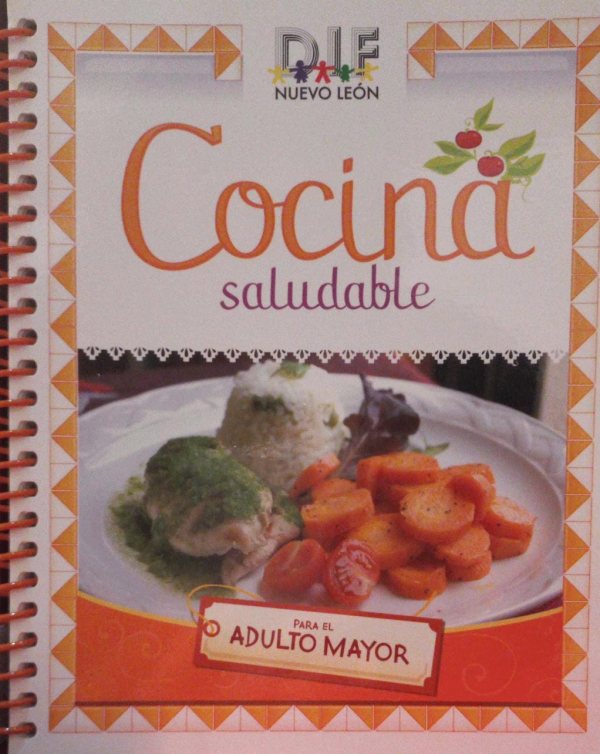 DIF
NUEVO LEÓN
Cocina
saludable
PARA EL
ADULTO MAYOR